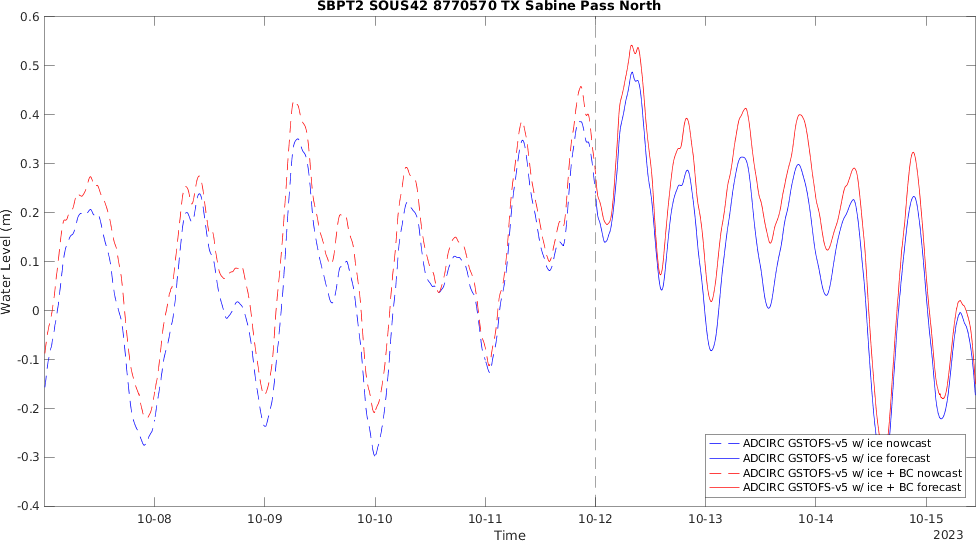 SBPT2 SOUS42 8770570 TX Sabine Pass North
0.6
0.5
0.4
0.3
0.2
0.1
0
-0.1
-0.2
-0.3
-0.4
Water Level (m)
ADCIRC GSTOFS-v5 w/ ice nowcast
ADCIRC GSTOFS-v5 w/ ice forecast
ADCIRC GSTOFS-v5 w/ ice + BC nowcast
ADCIRC GSTOFS-v5 w/ ice + BC forecast
10-08 10-09 10-10 10-11 10-12 10-13 10-14 10-15
Time
2023